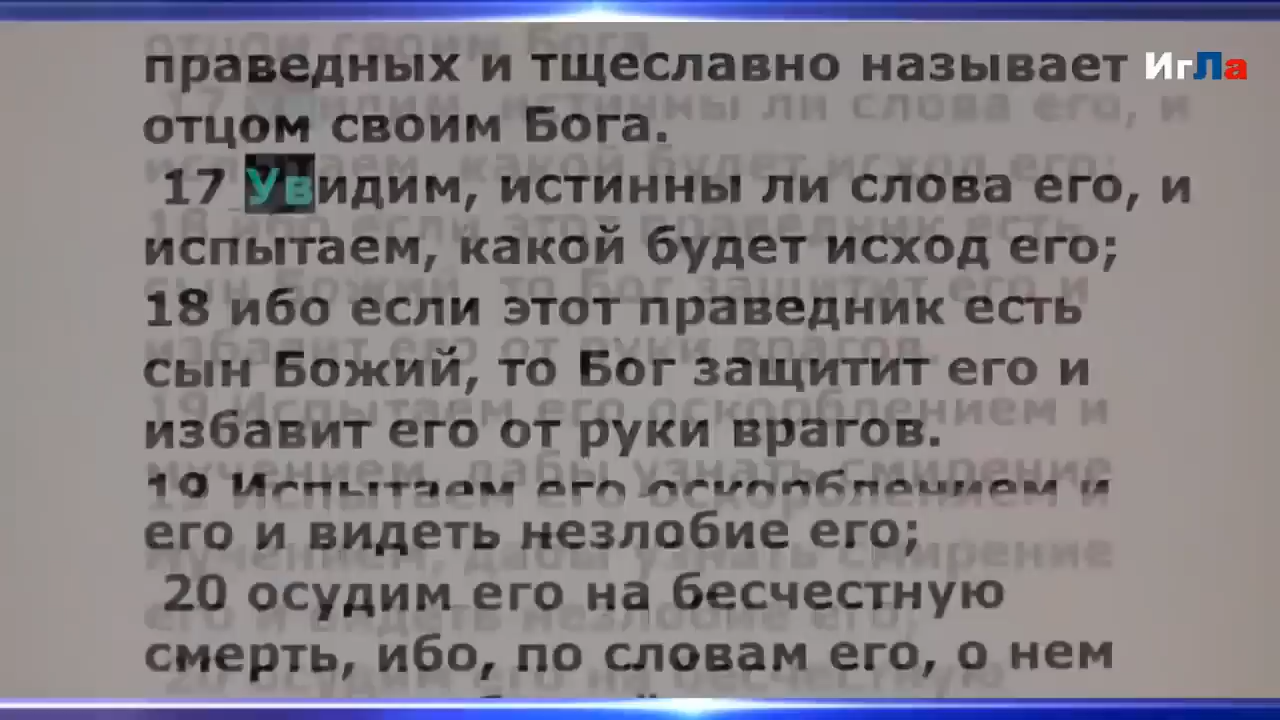 праведных и тщеславно называет
ИгЛа
отцом своим Бога.
17 Увидим, истинны ли слова его, и
испытаем, какой будет исход его;
18 ибо если этот праведник есть
сын Божий, то Бог защитит его и
избавит его от руки врагов.
19 Испытаем его оскорблением и
его и видеть незлобие его;
20 осудим его на бесчестную
смерть, ибо, по словам его, о нем